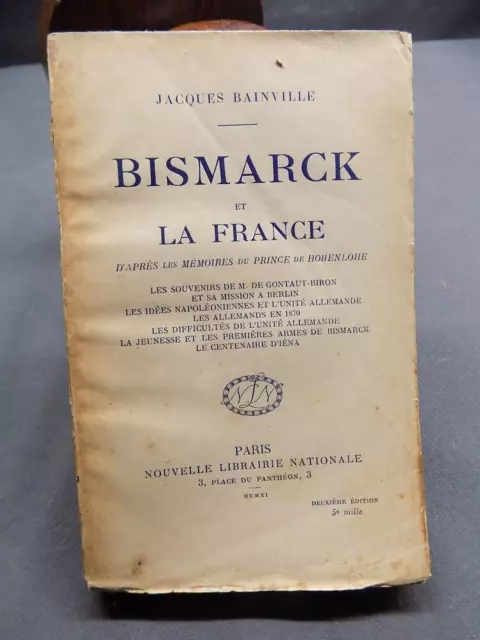 JACQUES BAINVILLE
BISMARCK
ET
LA FRANCE
D'APRÈS LES MÉMOIRES DU PRINCE DE HOHENLOHE
LES SOUVENIRS DE M. DE GONTAUT-BIRON
ET SA MISSION A BERLIN
LES IDÉES NAPOLÉONIENNES ET L'UNITÉ ALLEMANDE
LES ALLEMANDS EN 1870
LES DIFFICULTÉS DE L'UNITÉ ALLEMANDE
LA JEUNESSE ET LES PREMIÈRES ARMES DE BISMARCK
LE CENTENAIRE D'IÉNA
NLN
PARIS
NOUVELLE LIBRAIRIE NATIONALE
3, PLACE DU PANTHÉON, 3
MCMXI
DEUXIÈME ÉDITION
5e mille